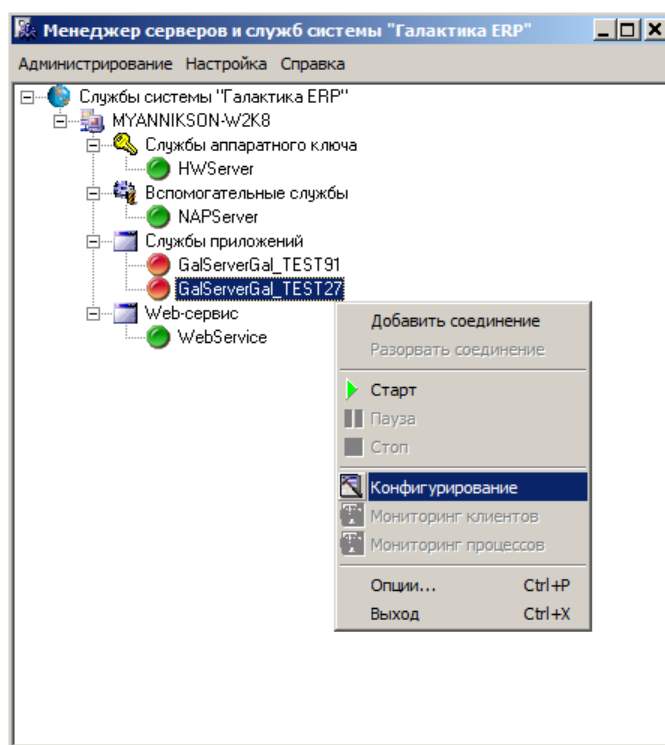 Менеджер серверов и служб системы "Галактика ERP"
Администрирование Настройка Справка
Службы системы "Галактика ERP"
MYANNIKSON-W2K8
Службы аппаратного ключа
HWServer
Вспомогательные службы
NAPServer
Службы приложений
GalServerGal_TEST91
GalServerGal_TEST27
Web-сервис
WebService
Добавить соединение
Разорвать соединение
Старт
Пауза
Стоп
Конфигурирование
Мониторинг клиентов
Мониторинг процессов
Опции... Ctrl+P
Выход Ctrl+X